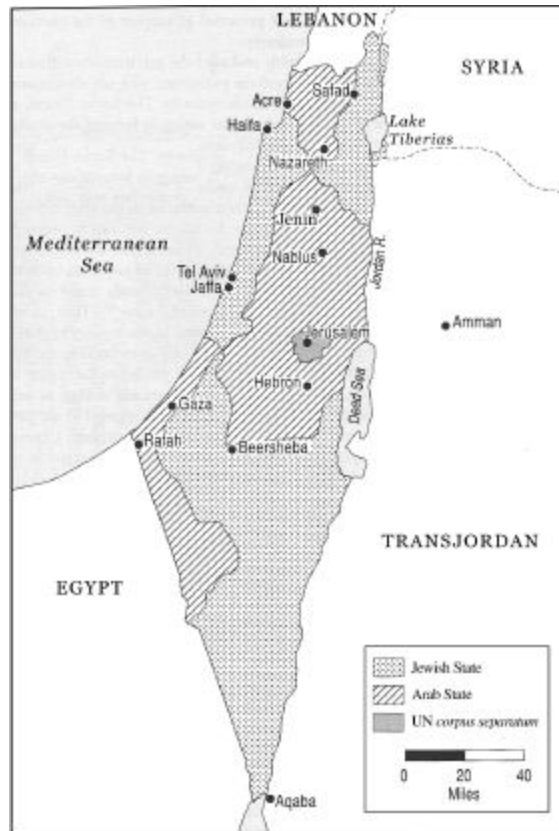 LEBANON
SYRIA
Safad
Acre
Haifa
Lake
Tiberias
Nazareth
Jenin
Mediterranean
Sea
Nablus
Jordan R.
Tel Aviv
Jaffa
Amman
Jerusalem
Hebron
Dead Sea
Gaza
Rafah
Beersheba
TRANSJORDAN
EGYPT
Jewish State
Arab State
UN corpus separatum
0 20 40
Miles
Aqaba